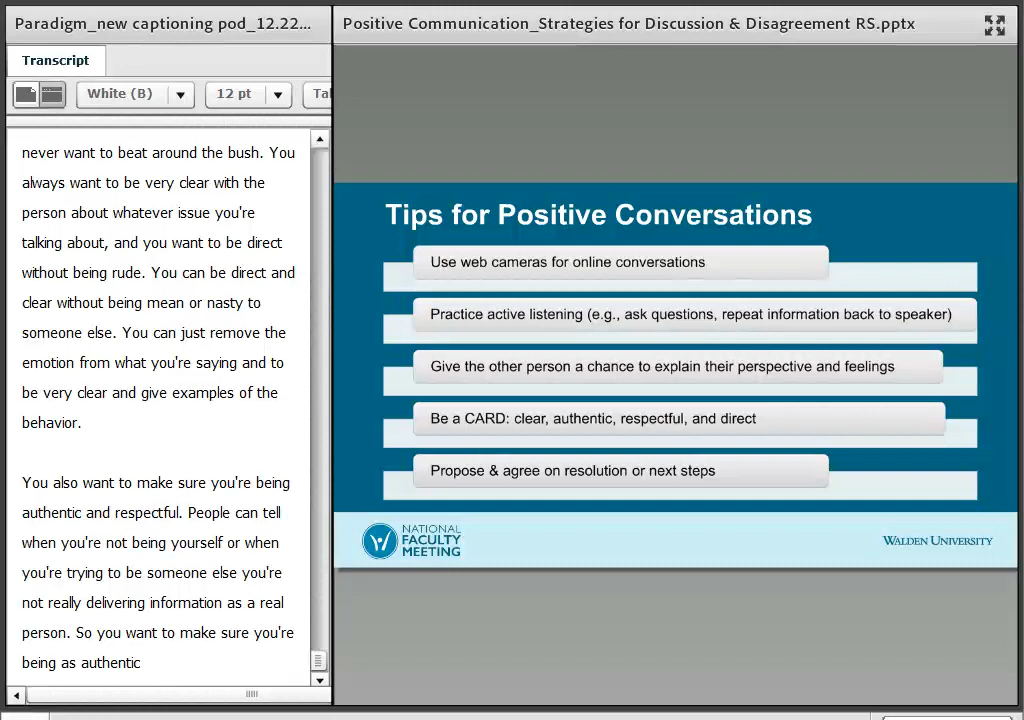 Paradigm_new captioning pod_12.22...
Transcript
White (B)
12 pt
Ta
never want to beat around the bush. You
always want to be very clear with the
person about whatever issue you're
talking about, and you want to be direct
without being rude. You can be direct and
clear without being mean or nasty to
someone else. You can just remove the
emotion from what you're saying and to
be very clear and give examples of the
behavior.
You also want to make sure you're being
authentic and respectful. People can tell
when you're not being yourself or when
you're trying to be someone else you're
not really delivering information as a real
person. So you want to make sure you're
being as authentic
Positive Communication_Strategies for Discussion & Disagreement RS.pptx
Tips for Positive Conversations
Use web cameras for online conversations
Practice active listening (e.g., ask questions, repeat information back to speaker)
Give the other person a chance to explain their perspective and feelings
Be a CARD: clear, authentic, respectful, and direct
Propose & agree on resolution or next steps
NATIONAL
FACULTY
MEETING
WALDEN UNIVERSITY